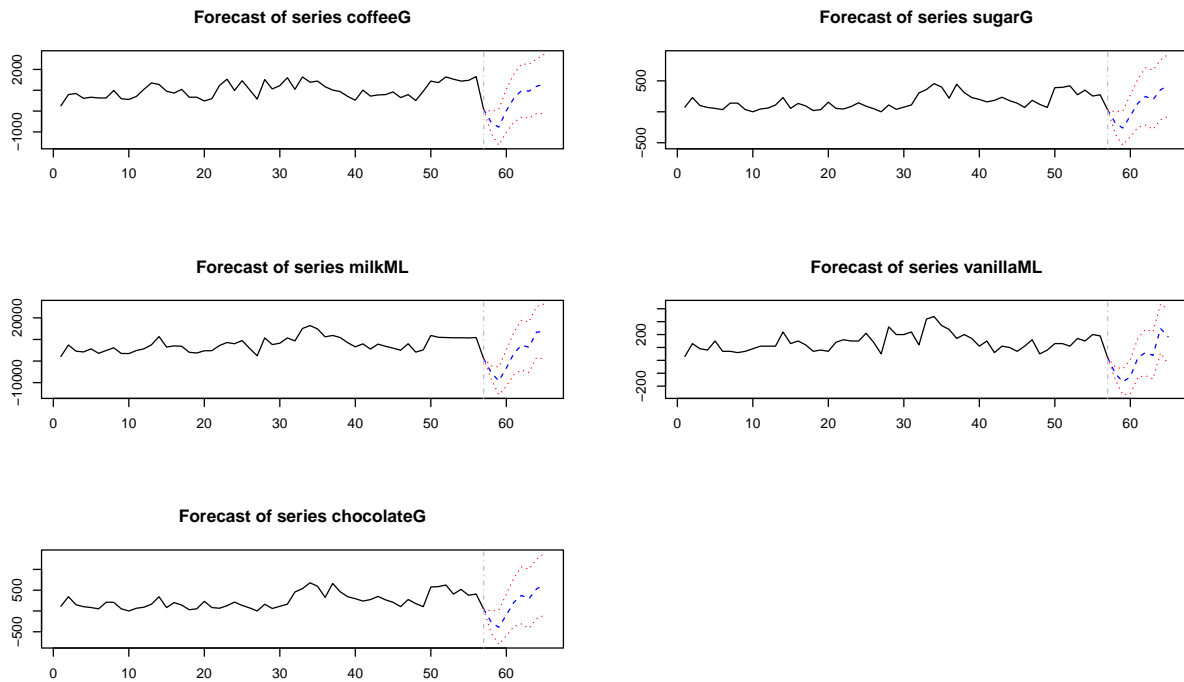 Forecast of series coffeeG
2000
−1000
0 10 20 30 40 50 60
Forecast of series sugarG
500
−500
0 10 20 30 40 50 60
Forecast of series milkML
20000
−10000
0 10 20 30 40 50 60
Forecast of series vanillaML
200
−200
0 10 20 30 40 50 60
Forecast of series chocolateG
500
−500
0 10 20 30 40 50 60